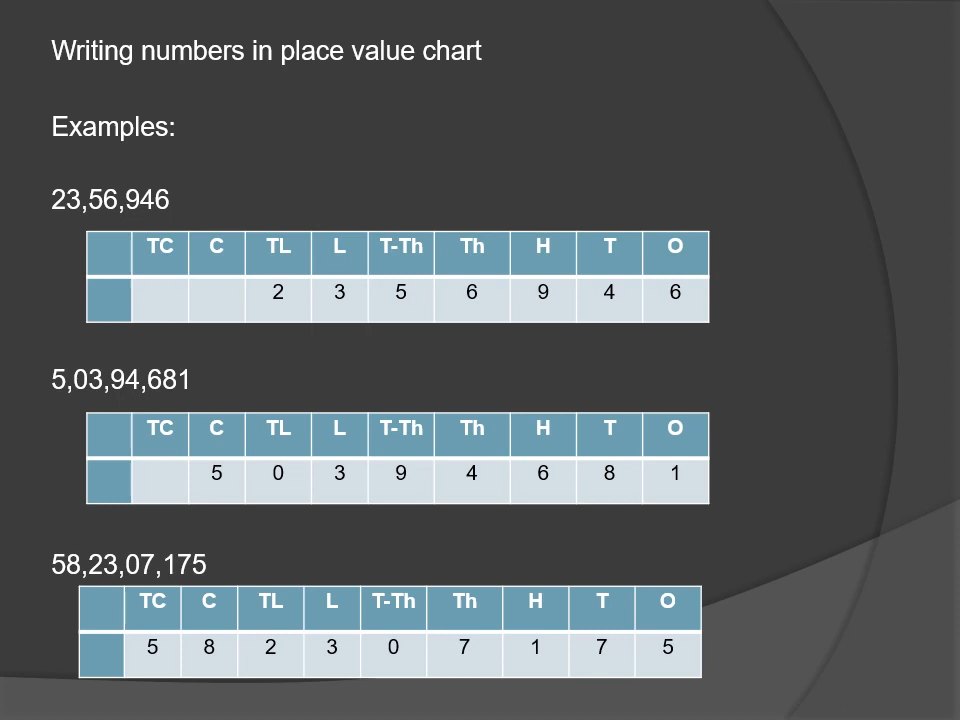 Writing numbers in place value chart
Examples:
23,56,946
TC C TL L T-Th Th H T O
2 3 5 6 9 4 6
5,03,94,681
TC C TL L T-Th Th H T O
5 0 3 9 4 6 8 1
58,23,07,175
TC C TL L T-Th Th H T O
5 8 2 3 0 7 1 7 5